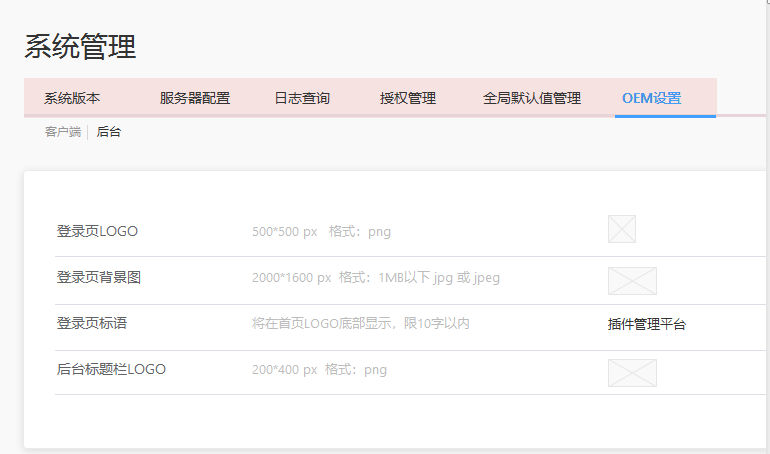 系统管理
系统版本 服务器配置 日志查询 授权管理 全局默认值管理 OEM设置
客户端 后台
登录页LOGO 500*500 px 格式：png
登录页背景图 2000*1600 px 格式：1MB以下 jpg 或 jpeg
登录页标语 将在首页LOGO底部显示，限10字以内 插件管理平台
后台标题栏LOGO 200*400 px 格式：png